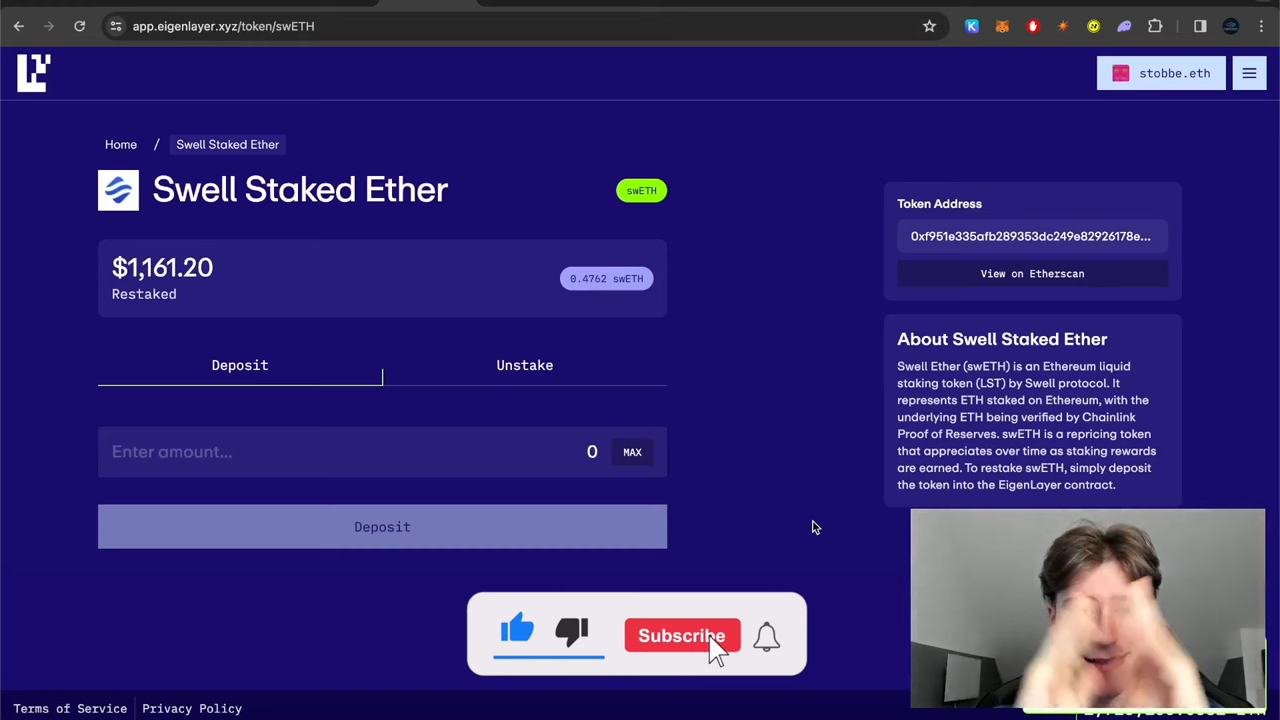 app.eigenlayer.xyz/token/swETH
stobbe.eth
Home / Swell Staked Ether
Swell Staked Ether
swETH
$1,161.20
Restaked
0.4762 swETH
Deposit
Unstake
Enter amount...
0
MAX
Deposit
Token Address
0xf951e335afb289353dc249e82926178e...
View on Etherscan
About Swell Staked Ether
Swell Ether (swETH) is an Ethereum liquid
staking token (LST) by Swell protocol. It
represents ETH staked on Ethereum, with the
underlying ETH being verified by Chainlink
Proof of Reserves. swETH is a repricing token
that appreciates over time as staking rewards
are earned. To restake swETH, simply deposit
the token into the EigenLayer contract.
Subscribe
Terms of Service
Privacy Policy